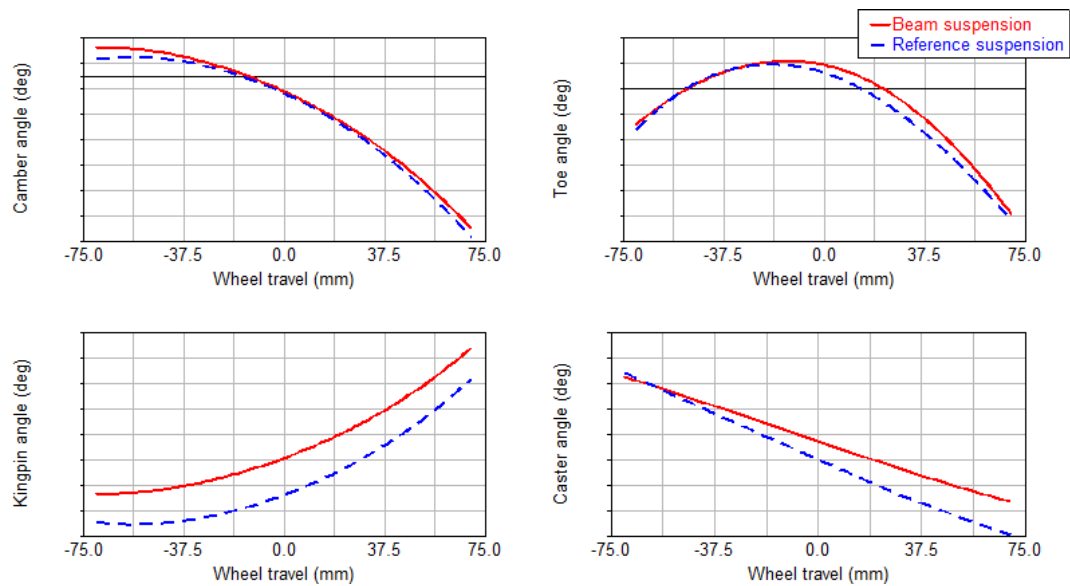 Beam suspension
Reference suspension
Camber angle (deg)
-75.0 -37.5 0.0 37.5 75.0
Wheel travel (mm)
Toe angle (deg)
-75.0 -37.5 0.0 37.5 75.0
Wheel travel (mm)
Kingpin angle (deg)
-75.0 -37.5 0.0 37.5 75.0
Wheel travel (mm)
Caster angle (deg)
-75.0 -37.5 0.0 37.5 75.0
Wheel travel (mm)